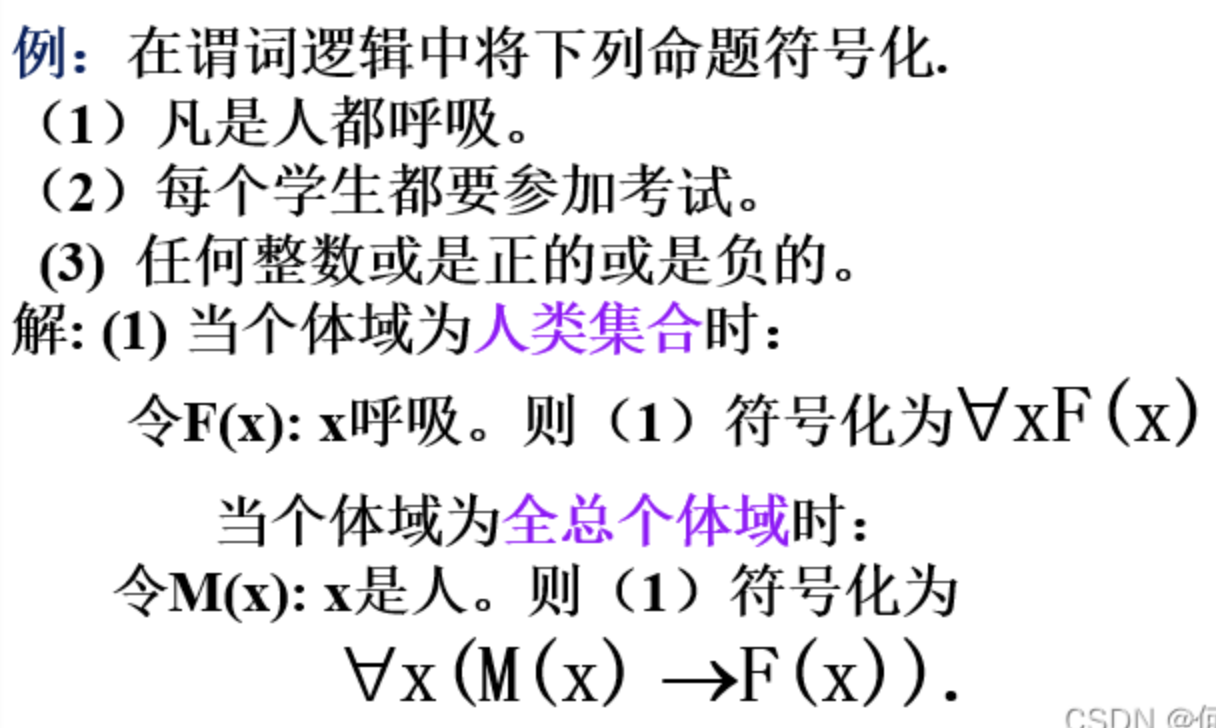 例：在谓词逻辑中将下列命题符号化.
（1）凡是人都呼吸。
（2）每个学生都要参加考试。
(3) 任何整数或是正的或是负的。
解: (1) 当个体域为人类集合时：
令F(x): x呼吸。则（1）符号化为∀xF(x)
当个体域为全总个体域时：
令M(x): x是人。则（1）符号化为
∀x(M(x) →F(x)).
CSDN @